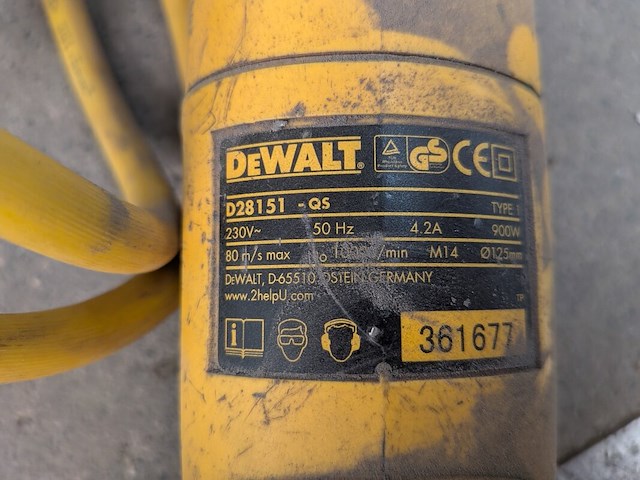 DEWALT®
D28151 -QS TYPE 1
230V~ 50 Hz 4.2A 900W
80 m/s max /min M14 Ø125mm
DEWALT, D-65510 GERMANY
www.2helpU.com
GS CE
361677